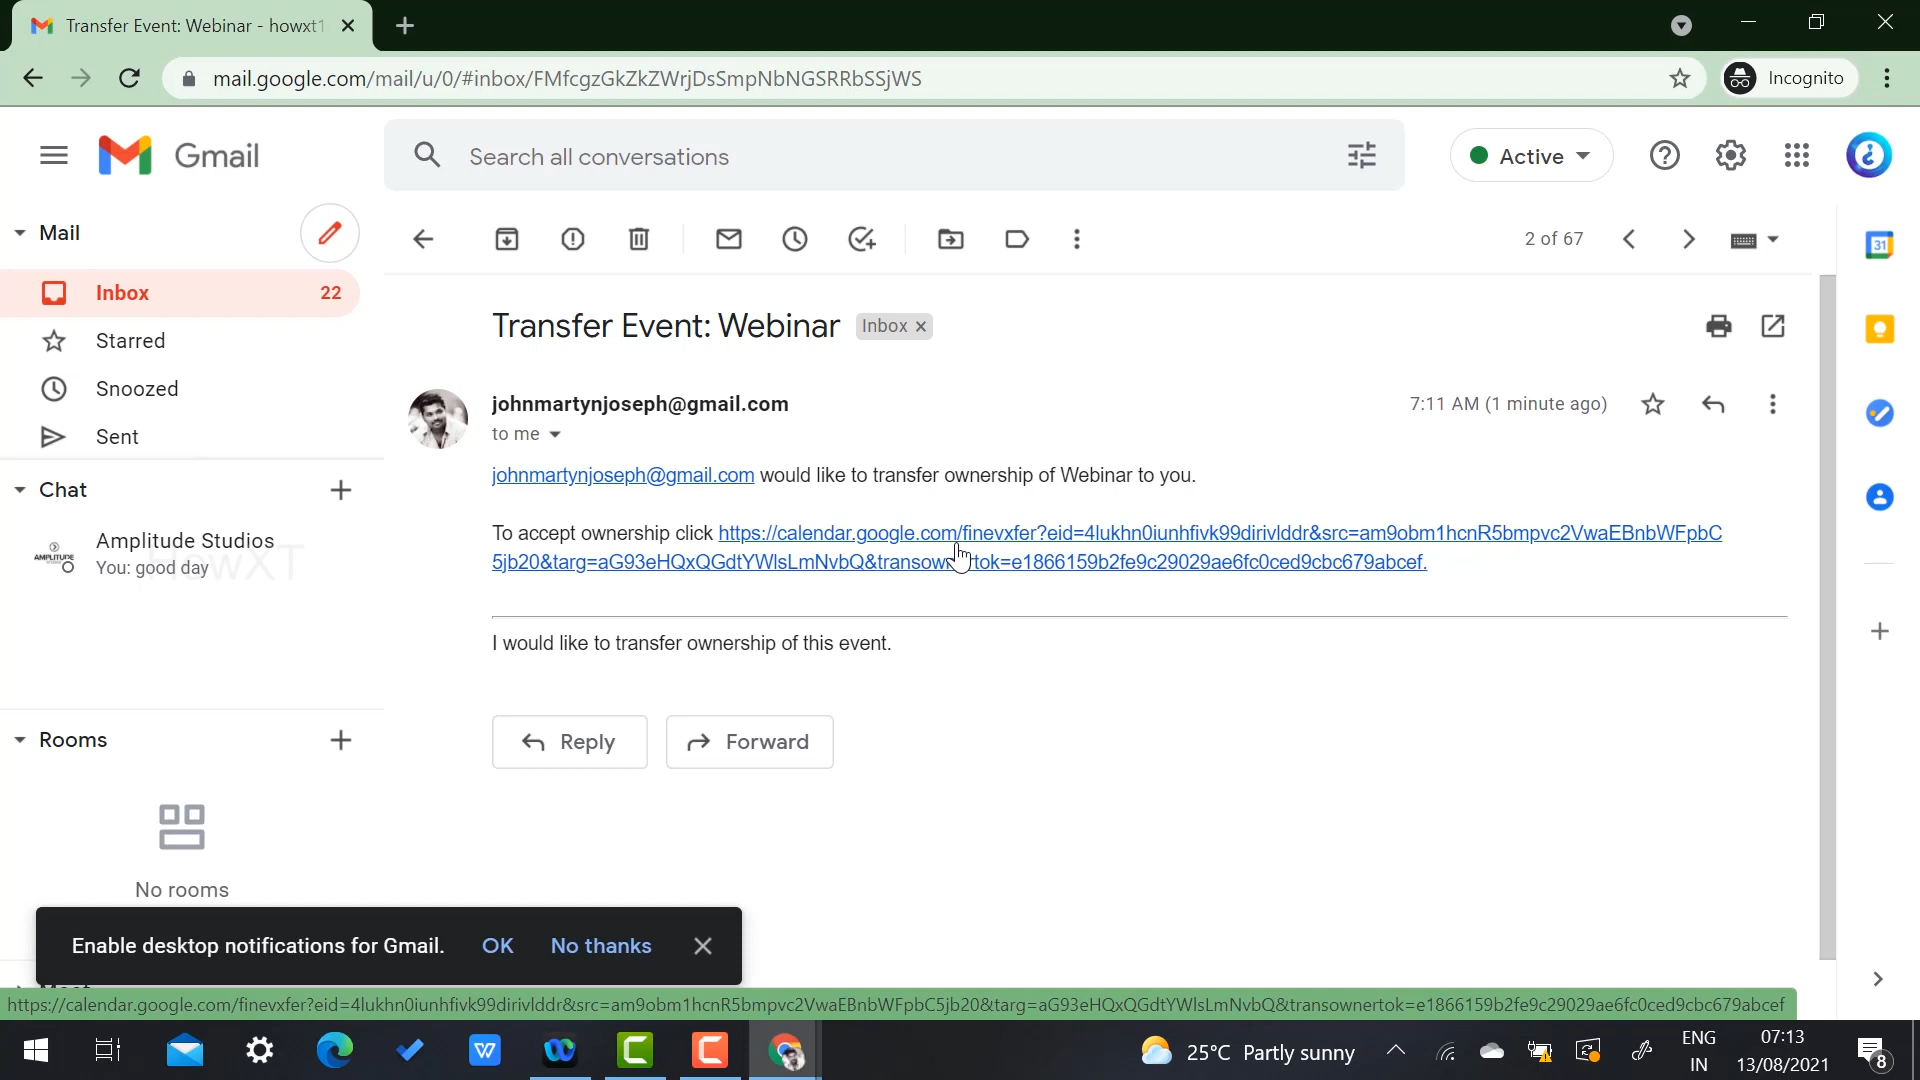 Transfer Event: Webinar - howxt1
mail.google.com/mail/u/0/#inbox/FMfcgzGkZkZWrjDsSmpNbNGSRRbSSjWS
Incognito
Gmail
Search all conversations
Active
Mail
2 of 67
Inbox 22
Starred
Snoozed
Sent
Chat
Amplitude Studios
You: good day
AMPLITUDE
HowXT
Rooms
No rooms
Transfer Event: Webinar Inbox ×
johnmartynjoseph@gmail.com
7:11 AM (1 minute ago)
to me
johnmartynjoseph@gmail.com would like to transfer ownership of Webinar to you.
To accept ownership click https://calendar.google.com/finevxfer?eid=4lukhn0iunhfivk99dirivlddr&src=am9obm1hcnR5bmpvc2VwaEBnbWFpbC
5jb20&targ=aG93eHQxQGdtYWlsLmNvbQ&transownertok=e1866159b2fe9c29029ae6fc0ced9cbc679abcef.
I would like to transfer ownership of this event.
Reply
Forward
31
Enable desktop notifications for Gmail. OK No thanks
https://calendar.google.com/finevxfer?eid=4lukhn0iunhfivk99dirivlddr&src=am9obm1hcnR5bmpvc2VwaEBnbWFpbC5jb20&targ=aG93eHQxQGdtYWlsLmNvbQ&transownertok=e1866159b2fe9c29029ae6fc0ced9cbc679abcef
25°C Partly sunny
ENG
IN
07:13
13/08/2021
8